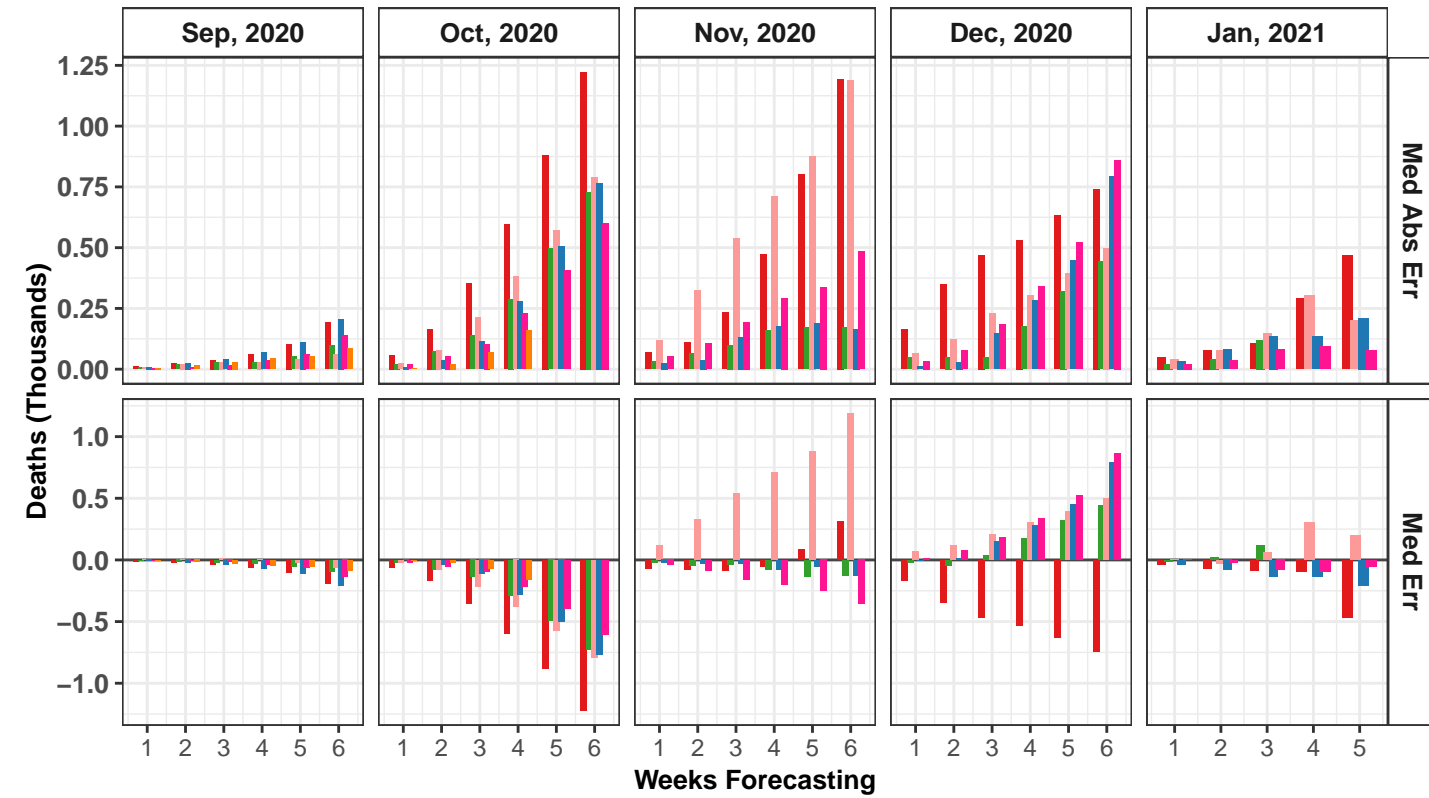 Sep, 2020
Oct, 2020
Nov, 2020
Dec, 2020
Jan, 2021
Deaths (Thousands)
1.25
1.00
0.75
0.50
0.25
0.00
Med Abs Err
1.0
0.5
0.0
−0.5
−1.0
Med Err
1 2 3 4 5 6
1 2 3 4 5 6
1 2 3 4 5 6
1 2 3 4 5 6
1 2 3 4 5
Weeks Forecasting